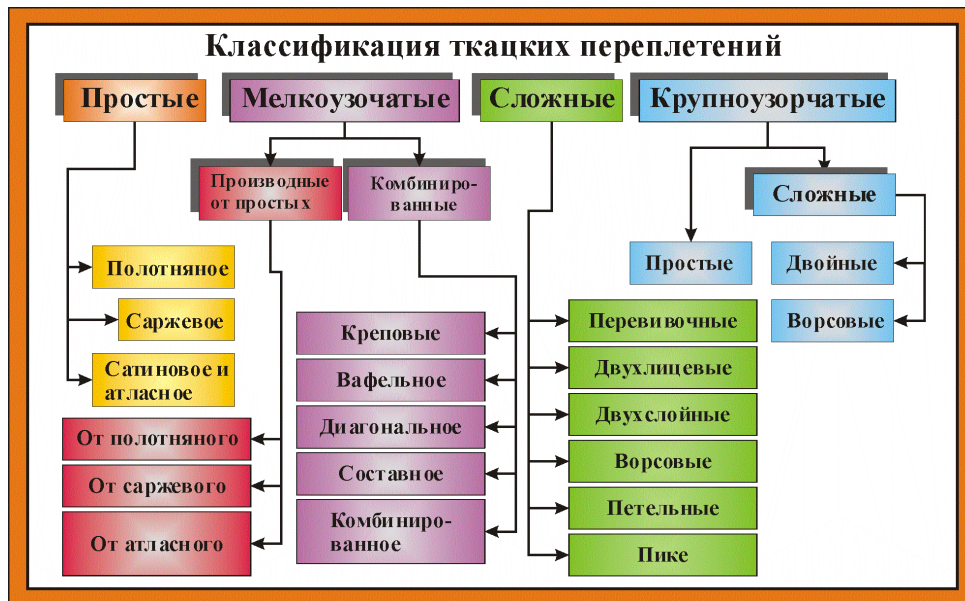 Классификация ткацких переплетений
Простые
Мелкоузочатые
Сложные
Крупноузорчатые
Производные
от простых
Комбиниро-
ванные
Сложные
Простые
Двойные
Ворсовые
Полотняное
Саржевое
Сатиновое и
атласное
От полотняного
От саржевого
От атласного
Креповые
Вафельное
Диагональное
Составное
Комбиниро-
ванное
Перевивочные
Двухлицевые
Двухслойные
Ворсовые
Петельные
Пике